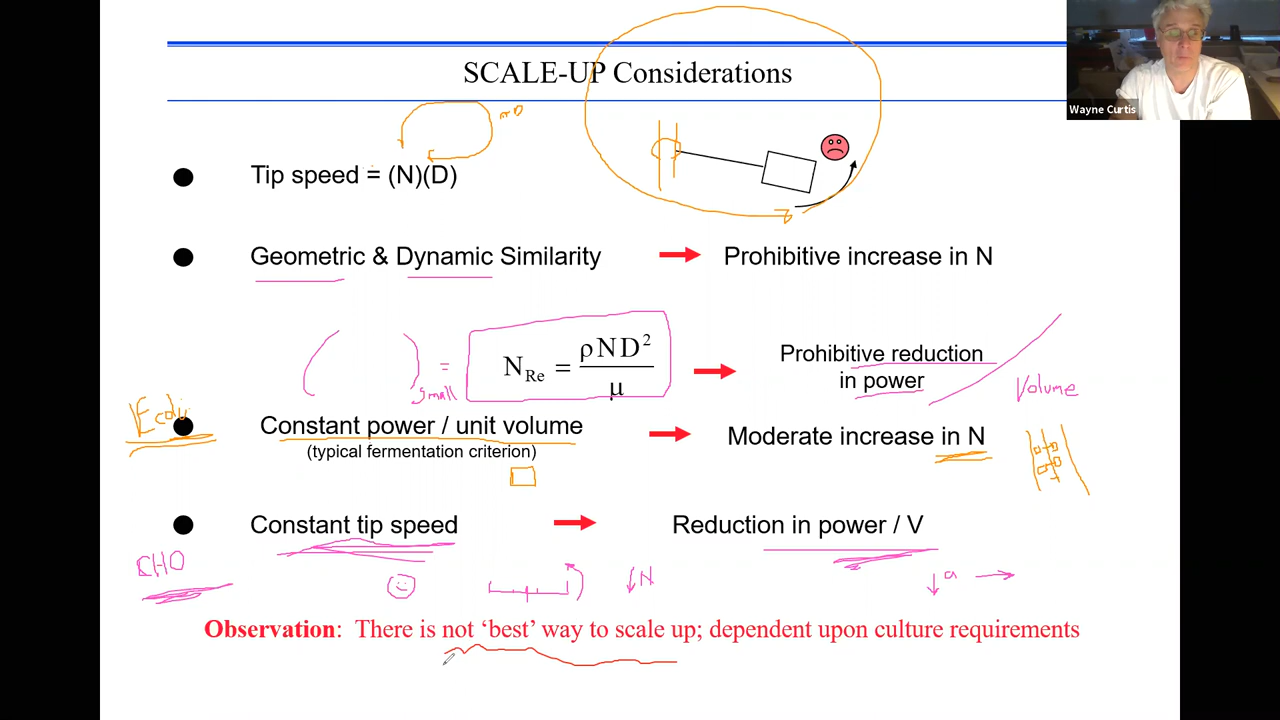 SCALE-UP Considerations
Wayne Curtis
πD
Tip speed = (N)(D)
Geometric & Dynamic Similarity
Prohibitive increase in N
( ) small = N_Re = ρND² / μ
Prohibitive reduction
in power
Volume
Constant power / unit volume
(typical fermentation criterion)
Moderate increase in N
Constant tip speed
Reduction in power / V
CHO
↓N
↓a →
Observation: There is not ‘best’ way to scale up; dependent upon culture requirements